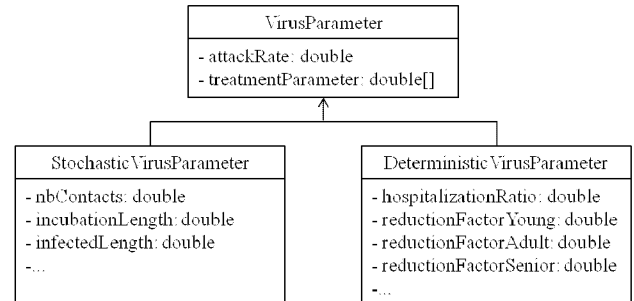 VirusParameter
- attackRate: double
- treatmentParameter: double[]
StochasticVirusParameter
- nbContacts: double
- incubationLength: double
- infectedLength: double
-...
DeterministicVirusParameter
- hospitalizationRatio: double
- reductionFactorYoung: double
- reductionFactorAdult: double
- reductionFactorSenior: double
-...